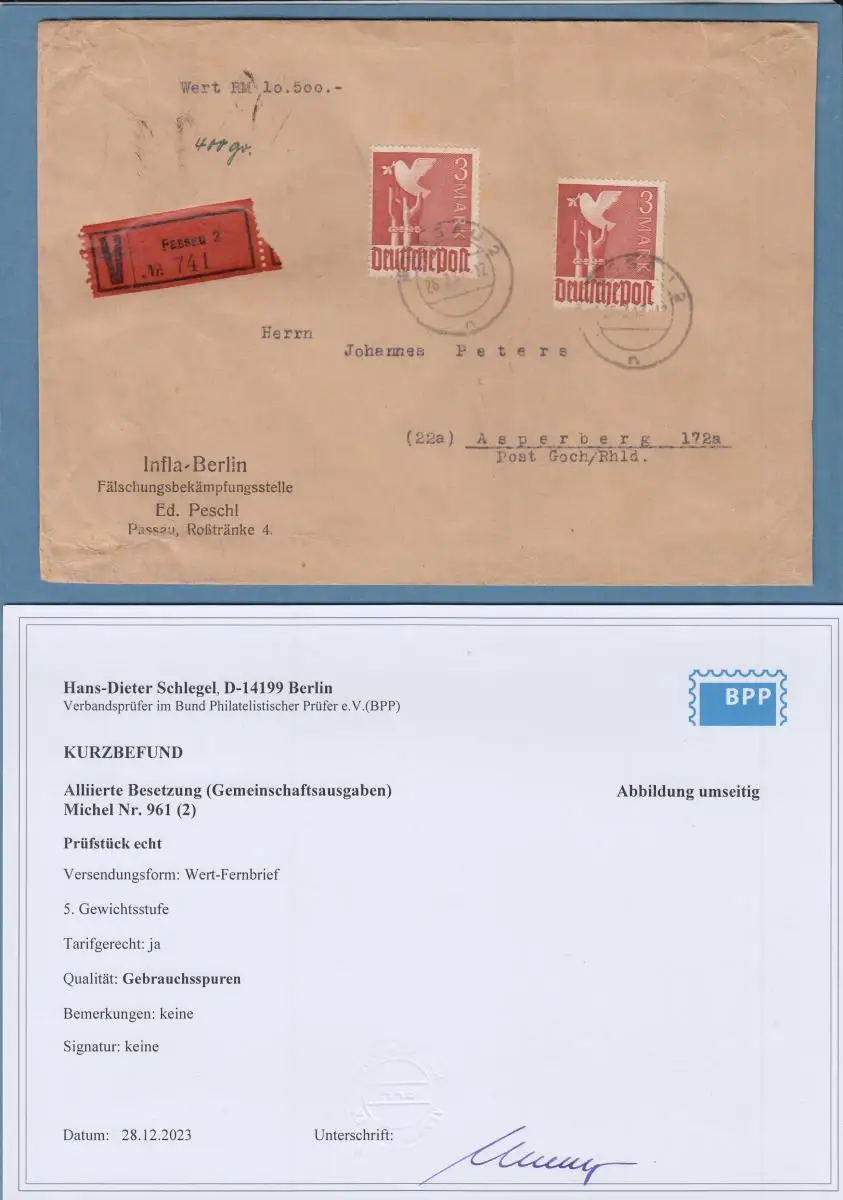 Wert RM 10.500.-
400 gr.
3 MARK
Deutsche Post
3 MARK
Deutsche Post
V
Passau 2
№ 741
Herrn
Johannes Peters
(22a) Asperberg 172a
Post Goch/Rhld.
Infla-Berlin
Fälschungsbekämpfungsstelle
Ed. Peschl
Passau, Roßtränke 4.
Hans-Dieter Schlegel, D-14199 Berlin
Verbandsprüfer im Bund Philatelistischer Prüfer e.V.(BPP)
BPP
KURZBEFUND
Alliierte Besetzung (Gemeinschaftsausgaben)
Michel Nr. 961 (2)
Abbildung umseitig
Prüfstück echt
Versendungsform: Wert-Fernbrief
5. Gewichtsstufe
Tarifgerecht: ja
Qualität: Gebrauchsspuren
Bemerkungen: keine
Signatur: keine
Datum: 28.12.2023
Unterschrift: